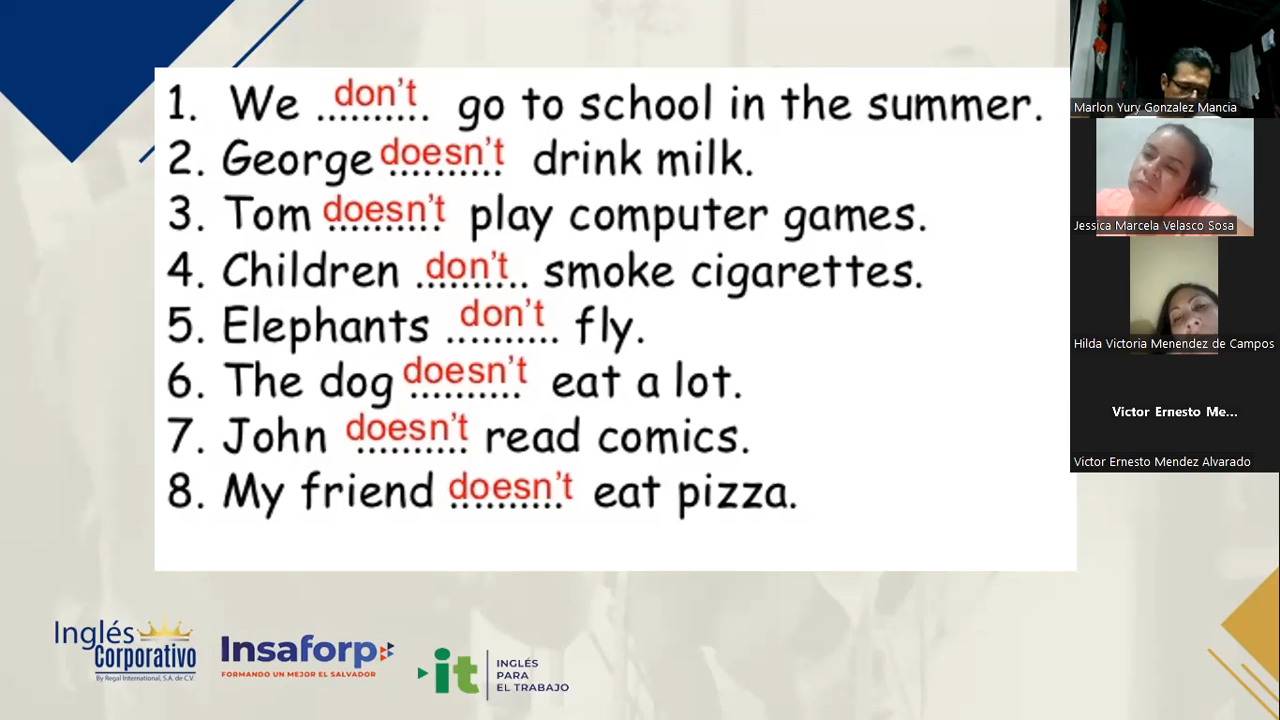 1. We don't go to school in the summer.
2. George doesn't drink milk.
3. Tom doesn't play computer games.
4. Children don't smoke cigarettes.
5. Elephants don't fly.
6. The dog doesn't eat a lot.
7. John doesn't read comics.
8. My friend doesn't eat pizza.
Marlon Yury Gonzalez Mancia
Jessica Marcela Velasco Sosa
Hilda Victoria Menendez de Campos
Victor Ernesto Me...
Victor Ernesto Mendez Alvarado
Inglés
Corporativo
By Regal International, S.A. de C.V.
Insaforp
FORMANDO UN MEJOR EL SALVADOR
it
INGLÉS
PARA
EL TRABAJO